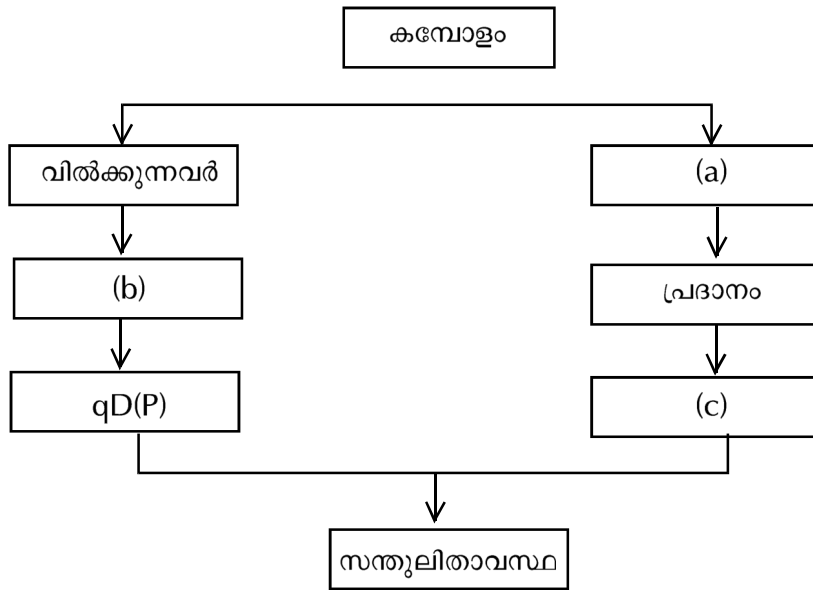 കമ്പോളം
വിൽക്കുന്നവർ
(a)
(b)
പ്രദാനം
qD(P)
(c)
സന്തുലിതാവസ്ഥ